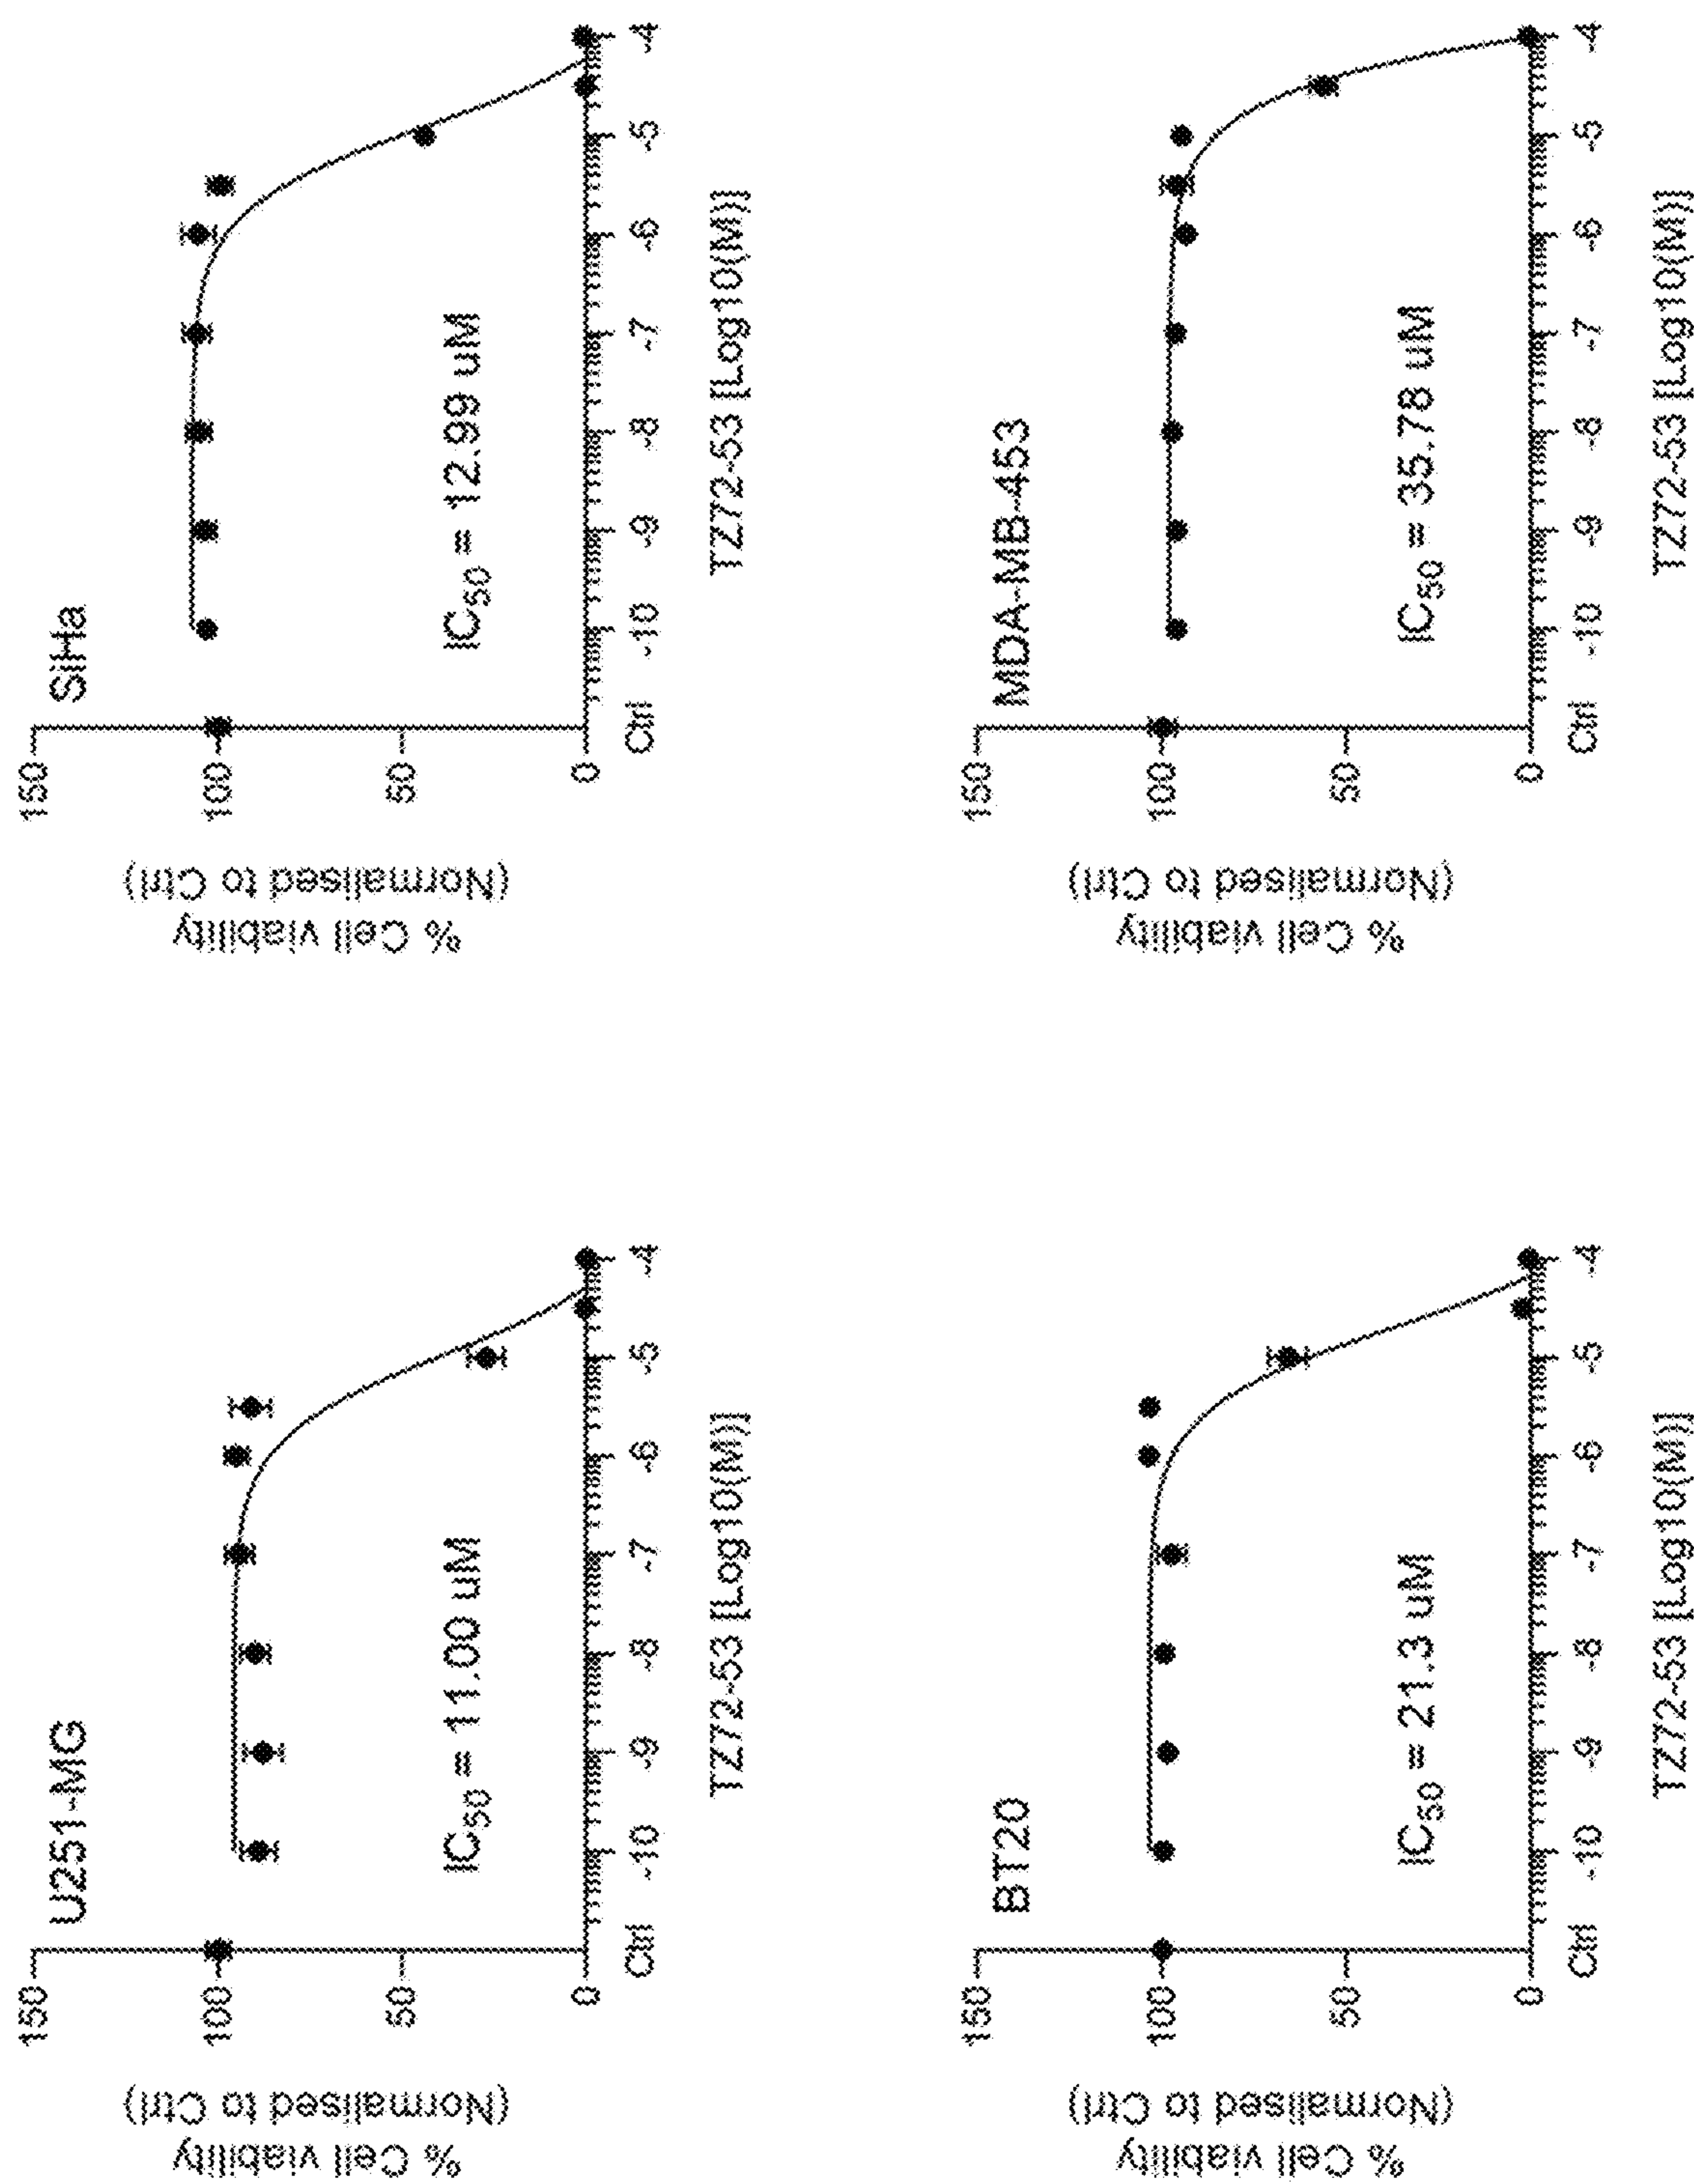 U251-MG
150
100
50
0
% Cell viability
(Normalised to Ctrl)
IC50 = 11.00 uM
Ctrl -10 -9 -8 -7 -6 -5 -4
TZ72-53 [Log10(M)]
SiHa
150
100
50
0
% Cell viability
(Normalised to Ctrl)
IC50 = 12.99 uM
Ctrl -10 -9 -8 -7 -6 -5 -4
TZ72-53 [Log10(M)]
BT20
150
100
50
0
% Cell viability
(Normalised to Ctrl)
IC50 = 21.3 uM
Ctrl -10 -9 -8 -7 -6 -5 -4
TZ72-53 [Log10(M)]
MDA-MB-453
150
100
50
0
% Cell viability
(Normalised to Ctrl)
IC50 = 35.78 uM
Ctrl -10 -9 -8 -7 -6 -5 -4
TZ72-53 [Log10(M)]